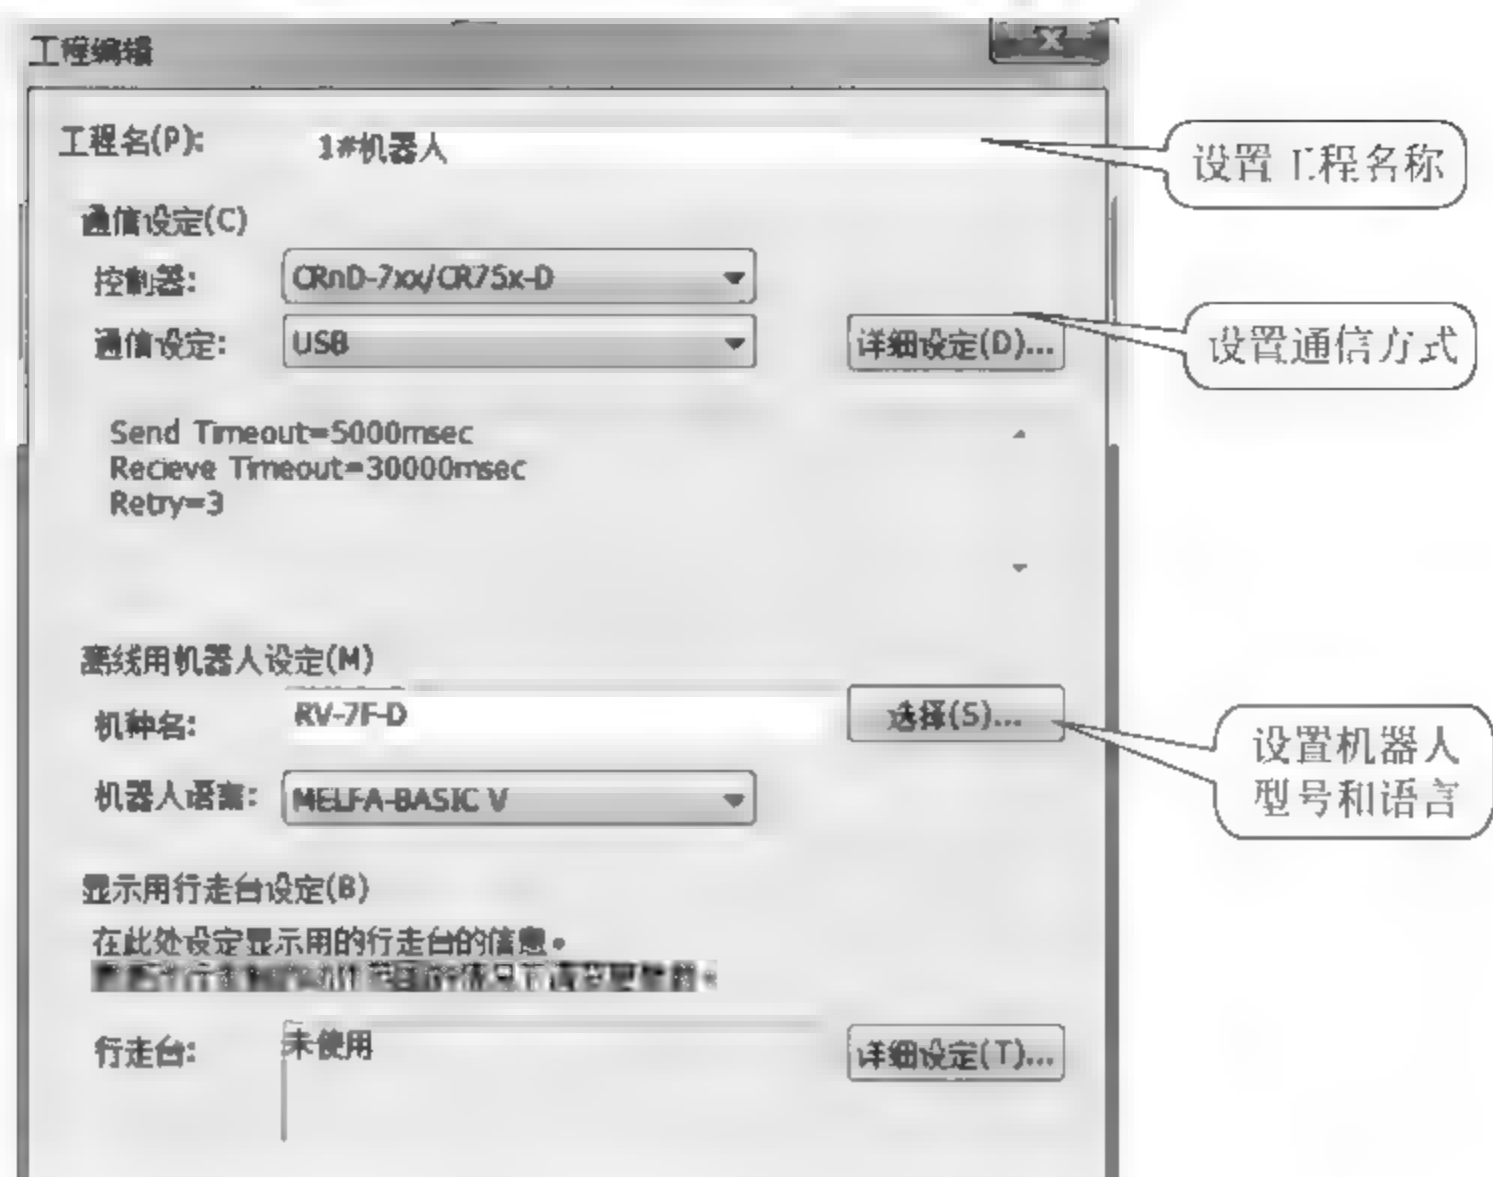 工程编辑
工程名(P): 1#机器人
设置工程名称
通信设定(C)
控制器: CRnD-7xx/CR75x-D
通信设定: USB 详细设定(D)...
设置通信方式
Send Timeout=5000msec
Recieve Timeout=30000msec
Retry=3
离线用机器人设定(M)
机种名: RV-7F-D 选择(S)...
设置机器人
型号和语言
机器人语言: MELFA-BASIC V
显示用行走台设定(B)
在此处设定显示用的行走台的信息。
行走台: 未使用 详细设定(T)...